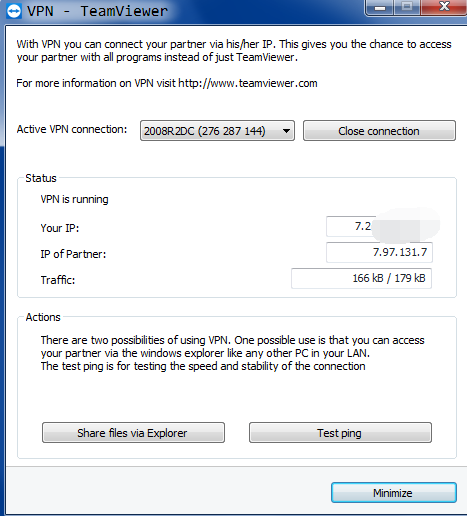 VPN - TeamViewer
With VPN you can connect your partner via his/her IP. This gives you the chance to access
your partner with all programs instead of just TeamViewer.
For more information on VPN visit http://www.teamviewer.com
Active VPN connection: 2008R2DC (276 287 144) Close connection
Status
VPN is running
Your IP: 7.2
IP of Partner: 7.97.131.7
Traffic: 166 kB / 179 kB
Actions
There are two possibilities of using VPN. One possible use is that you can access
your partner via the windows explorer like any other PC in your LAN.
The test ping is for testing the speed and stability of the connection
Share files via Explorer Test ping
Minimize